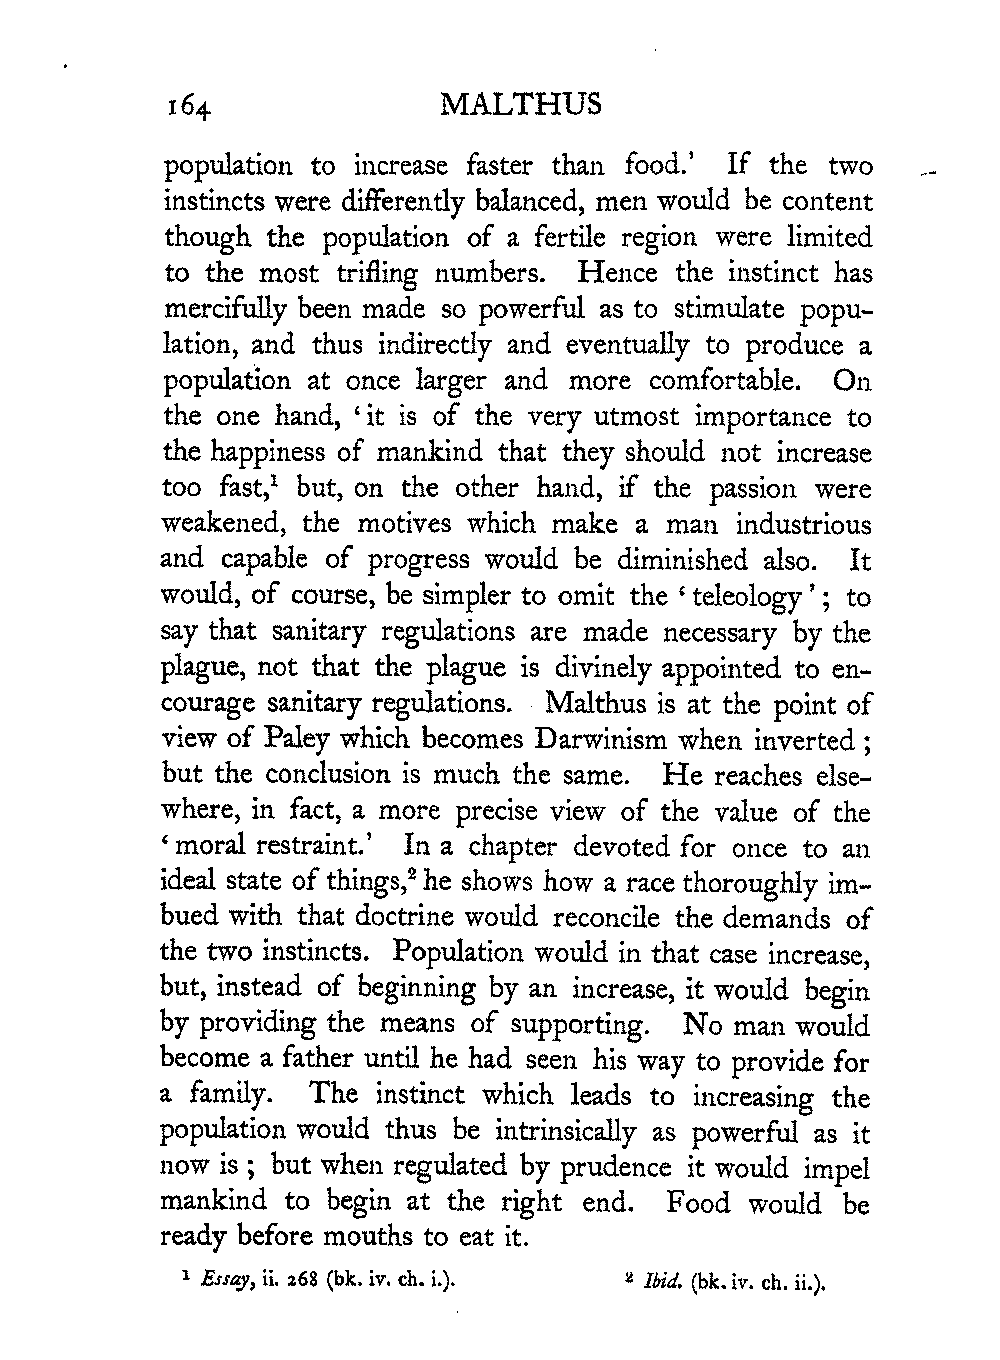 164 MALTHUS
population to increase faster than food.' If the two
instincts were differently balanced, men would be content
though the population of a fertile region were limited
to the most trifling numbers. Hence the instinct has
mercifully been made so powerful as to stimulate popu-
lation, and thus indirectly and eventually to produce a
population at once larger and more comfortable. On
the one hand, 'it is of the very utmost importance to
the happiness of mankind that they should not increase
too fast,¹ but, on the other hand, if the passion were
weakened, the motives which make a man industrious
and capable of progress would be diminished also. It
would, of course, be simpler to omit the 'teleology'; to
say that sanitary regulations are made necessary by the
plague, not that the plague is divinely appointed to en-
courage sanitary regulations. Malthus is at the point of
view of Paley which becomes Darwinism when inverted;
but the conclusion is much the same. He reaches else-
where, in fact, a more precise view of the value of the
'moral restraint.' In a chapter devoted for once to an
ideal state of things,² he shows how a race thoroughly im-
bued with that doctrine would reconcile the demands of
the two instincts. Population would in that case increase,
but, instead of beginning by an increase, it would begin
by providing the means of supporting. No man would
become a father until he had seen his way to provide for
a family. The instinct which leads to increasing the
population would thus be intrinsically as powerful as it
now is; but when regulated by prudence it would impel
mankind to begin at the right end. Food would be
ready before mouths to eat it.
¹ Essay, ii. 268 (bk. iv. ch. i.). ² Ibid. (bk. iv. ch. ii.).